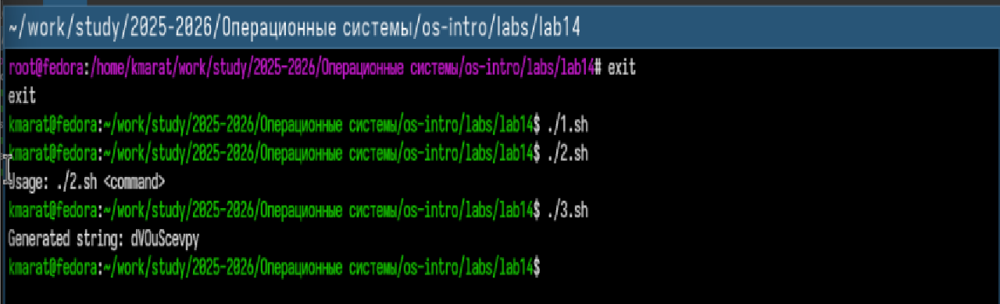 ~/work/study/2025-2026/Операционные системы/os-intro/labs/lab14
root@fedora:/home/kmarat/work/study/2025-2026/Операционные системы/os-intro/labs/lab14# exit
exit
kmarat@fedora:~/work/study/2025-2026/Операционные системы/os-intro/labs/lab14$ ./1.sh
kmarat@fedora:~/work/study/2025-2026/Операционные системы/os-intro/labs/lab14$ ./2.sh
Usage: ./2.sh <command>
kmarat@fedora:~/work/study/2025-2026/Операционные системы/os-intro/labs/lab14$ ./3.sh
Generated string: dVOuScevpy
kmarat@fedora:~/work/study/2025-2026/Операционные системы/os-intro/labs/lab14$